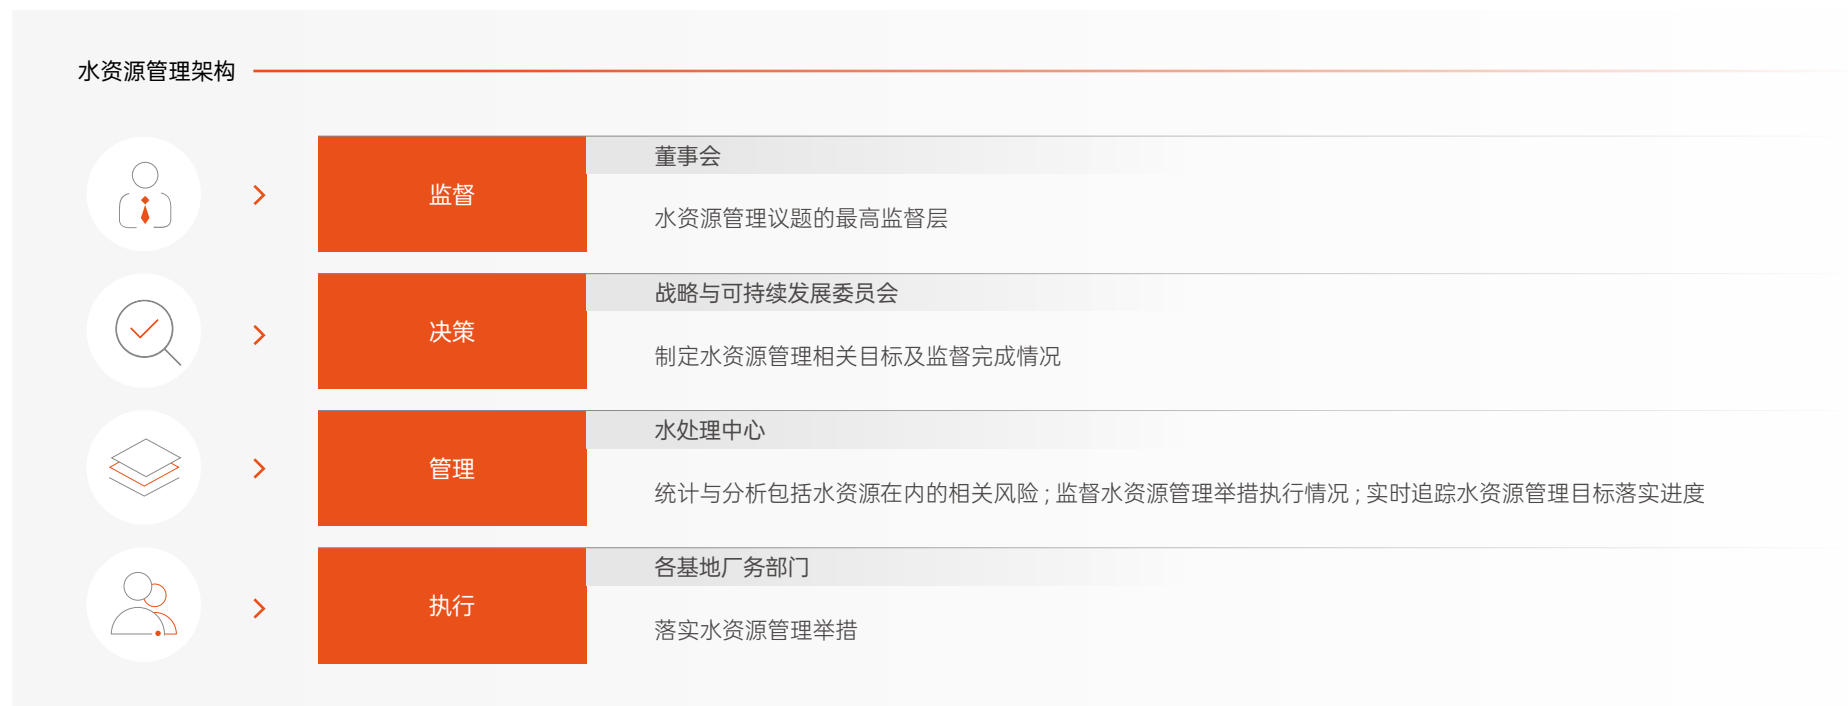 水资源管理架构
监督
董事会
水资源管理议题的最高监督层
决策
战略与可持续发展委员会
制定水资源管理相关目标及监督完成情况
管理
水处理中心
统计与分析包括水资源在内的相关风险 ; 监督水资源管理举措执行情况 ; 实时追踪水资源管理目标落实进度
执行
各基地厂务部门
落实水资源管理举措